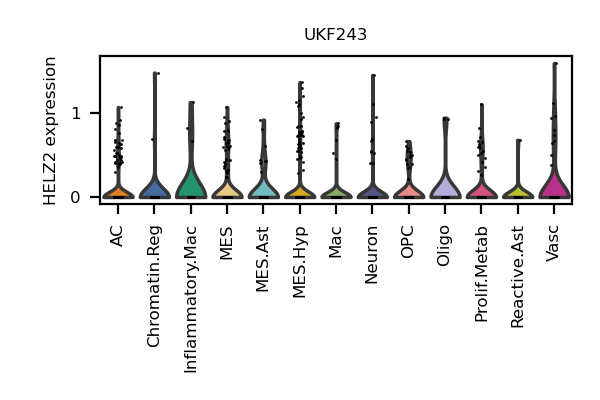 UKF243
HELZ2 expression
1
0
AC
Chromatin.Reg
Inflammatory.Mac
MES
MES.Ast
MES.Hyp
Mac
Neuron
OPC
Oligo
Prolif.Metab
Reactive.Ast
Vasc